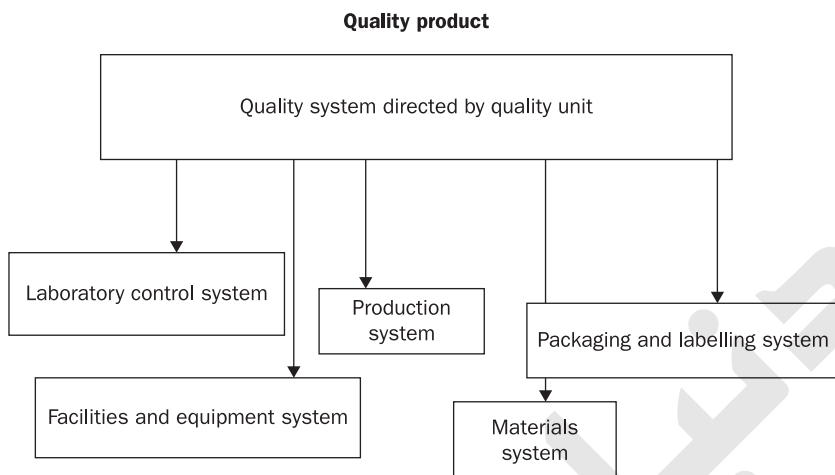 Quality product
Quality system directed by quality unit
Laboratory control system
Production
system
Packaging and labelling system
Facilities and equipment system
Materials
system